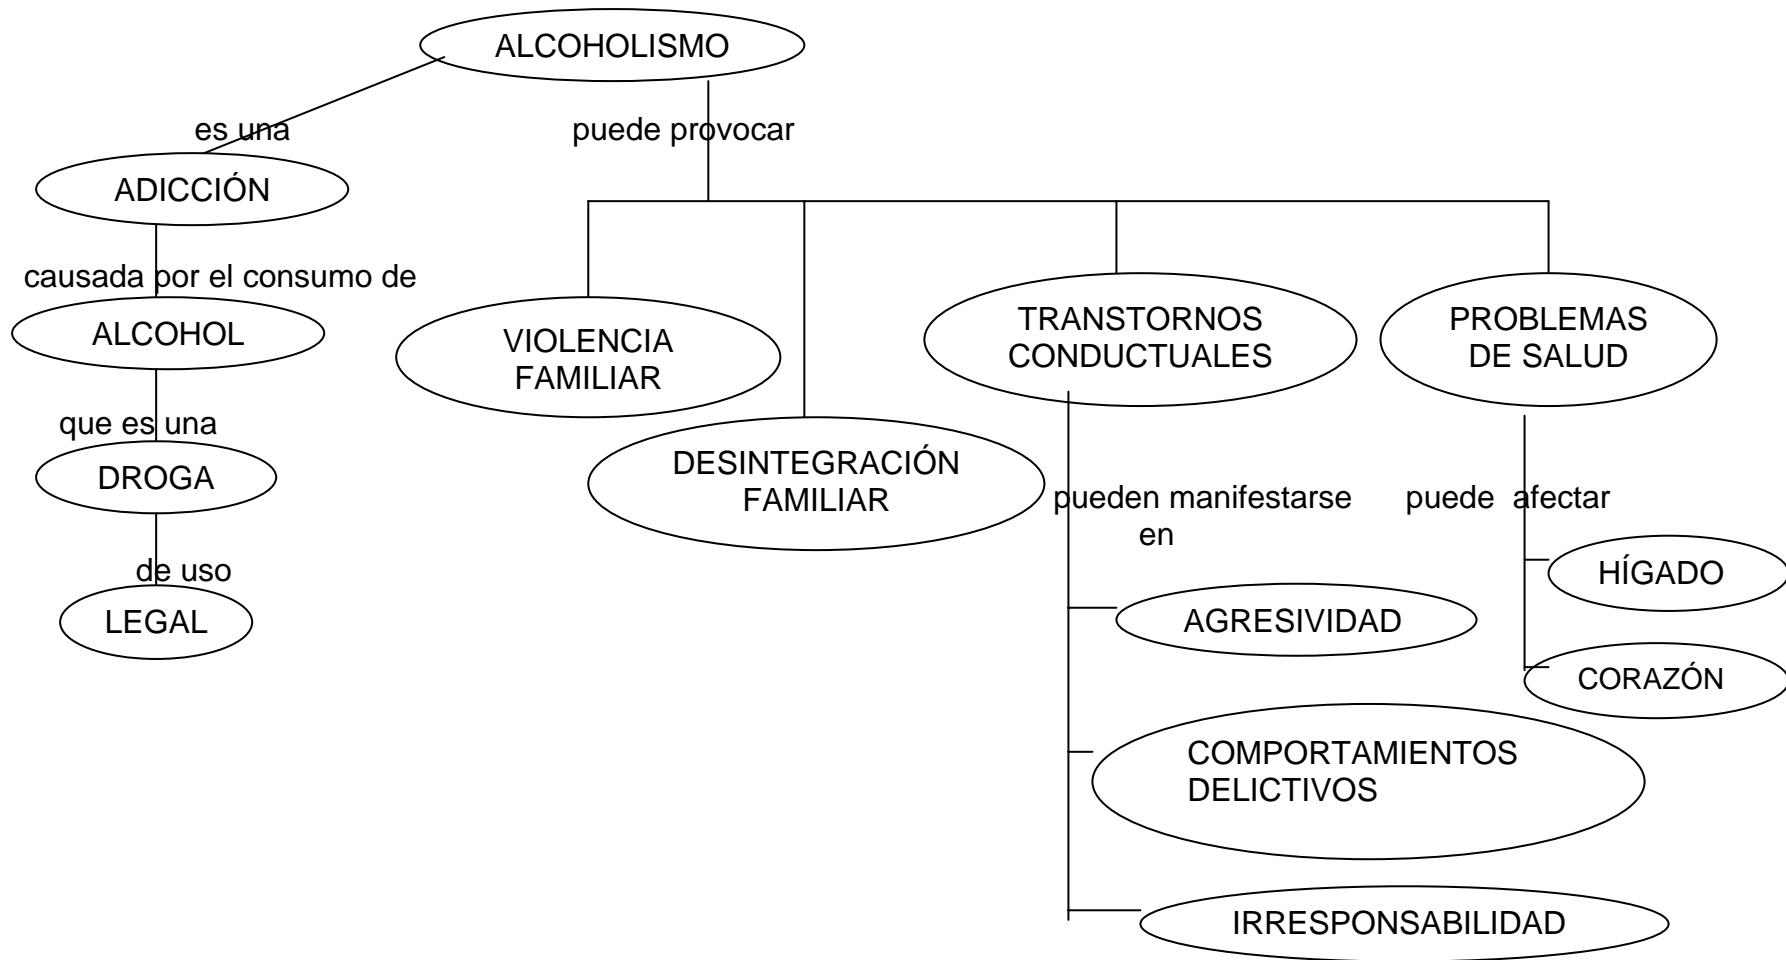 ALCOHOLISMO
es una
puede provocar
ADICCIÓN
causada por el consumo de
ALCOHOL
que es una
DROGA
de uso
LEGAL
VIOLENCIA
FAMILIAR
DESINTEGRACIÓN
FAMILIAR
TRANSTORNOS
CONDUCTUALES
pueden manifestarse
en
AGRESIVIDAD
COMPORTAMIENTOS
DELICTIVOS
IRRESPONSABILIDAD
PROBLEMAS
DE SALUD
puede afectar
HÍGADO
CORAZÓN